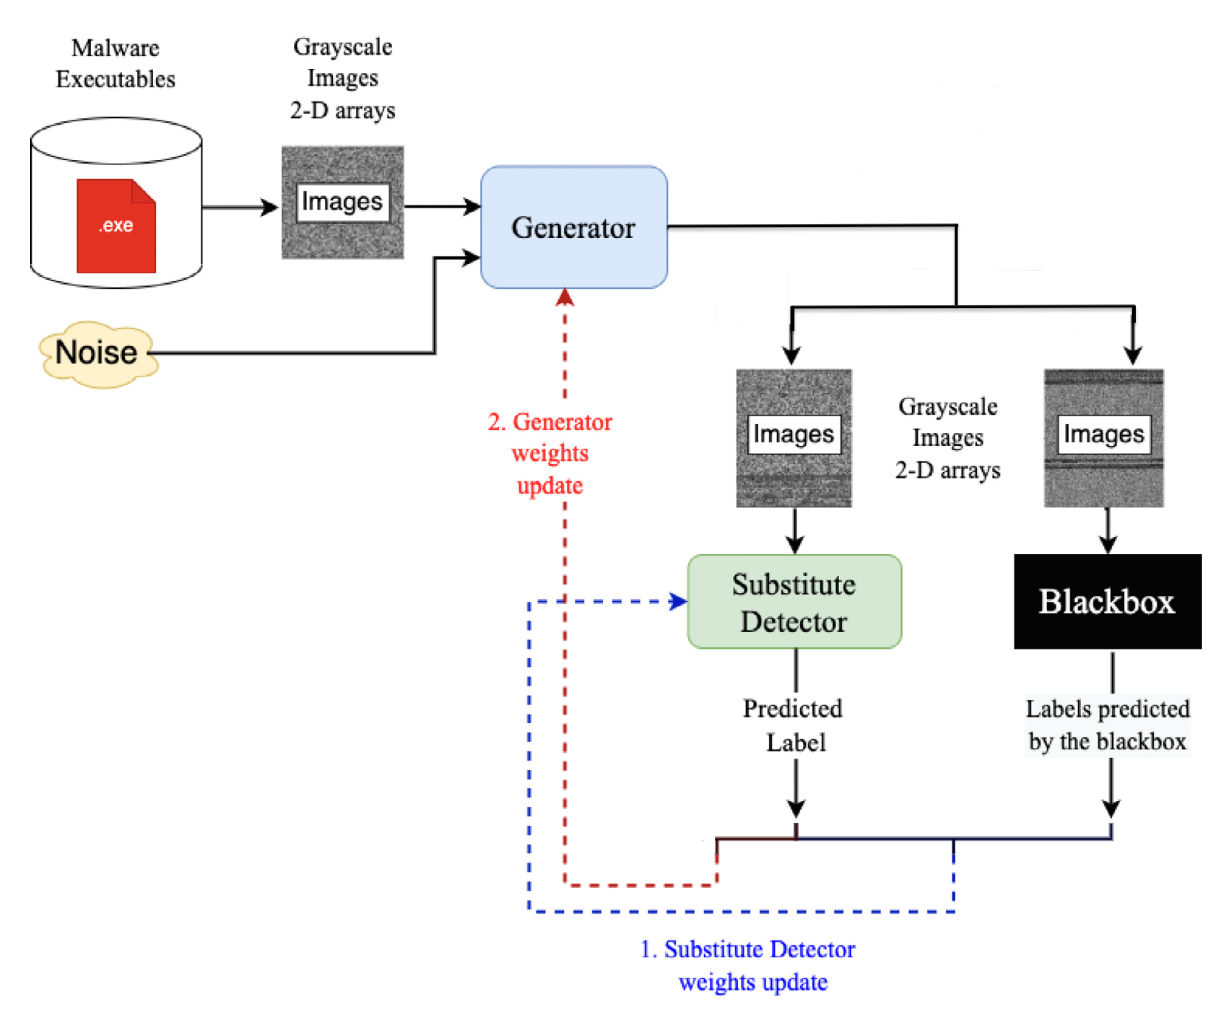 Malware
Executables
Grayscale
Images
2-D arrays
.exe
Images
Generator
Noise
2. Generator
weights
update
Images
Grayscale
Images
2-D arrays
Images
Substitute
Detector
Blackbox
Predicted
Label
Labels predicted
by the blackbox
1. Substitute Detector
weights update